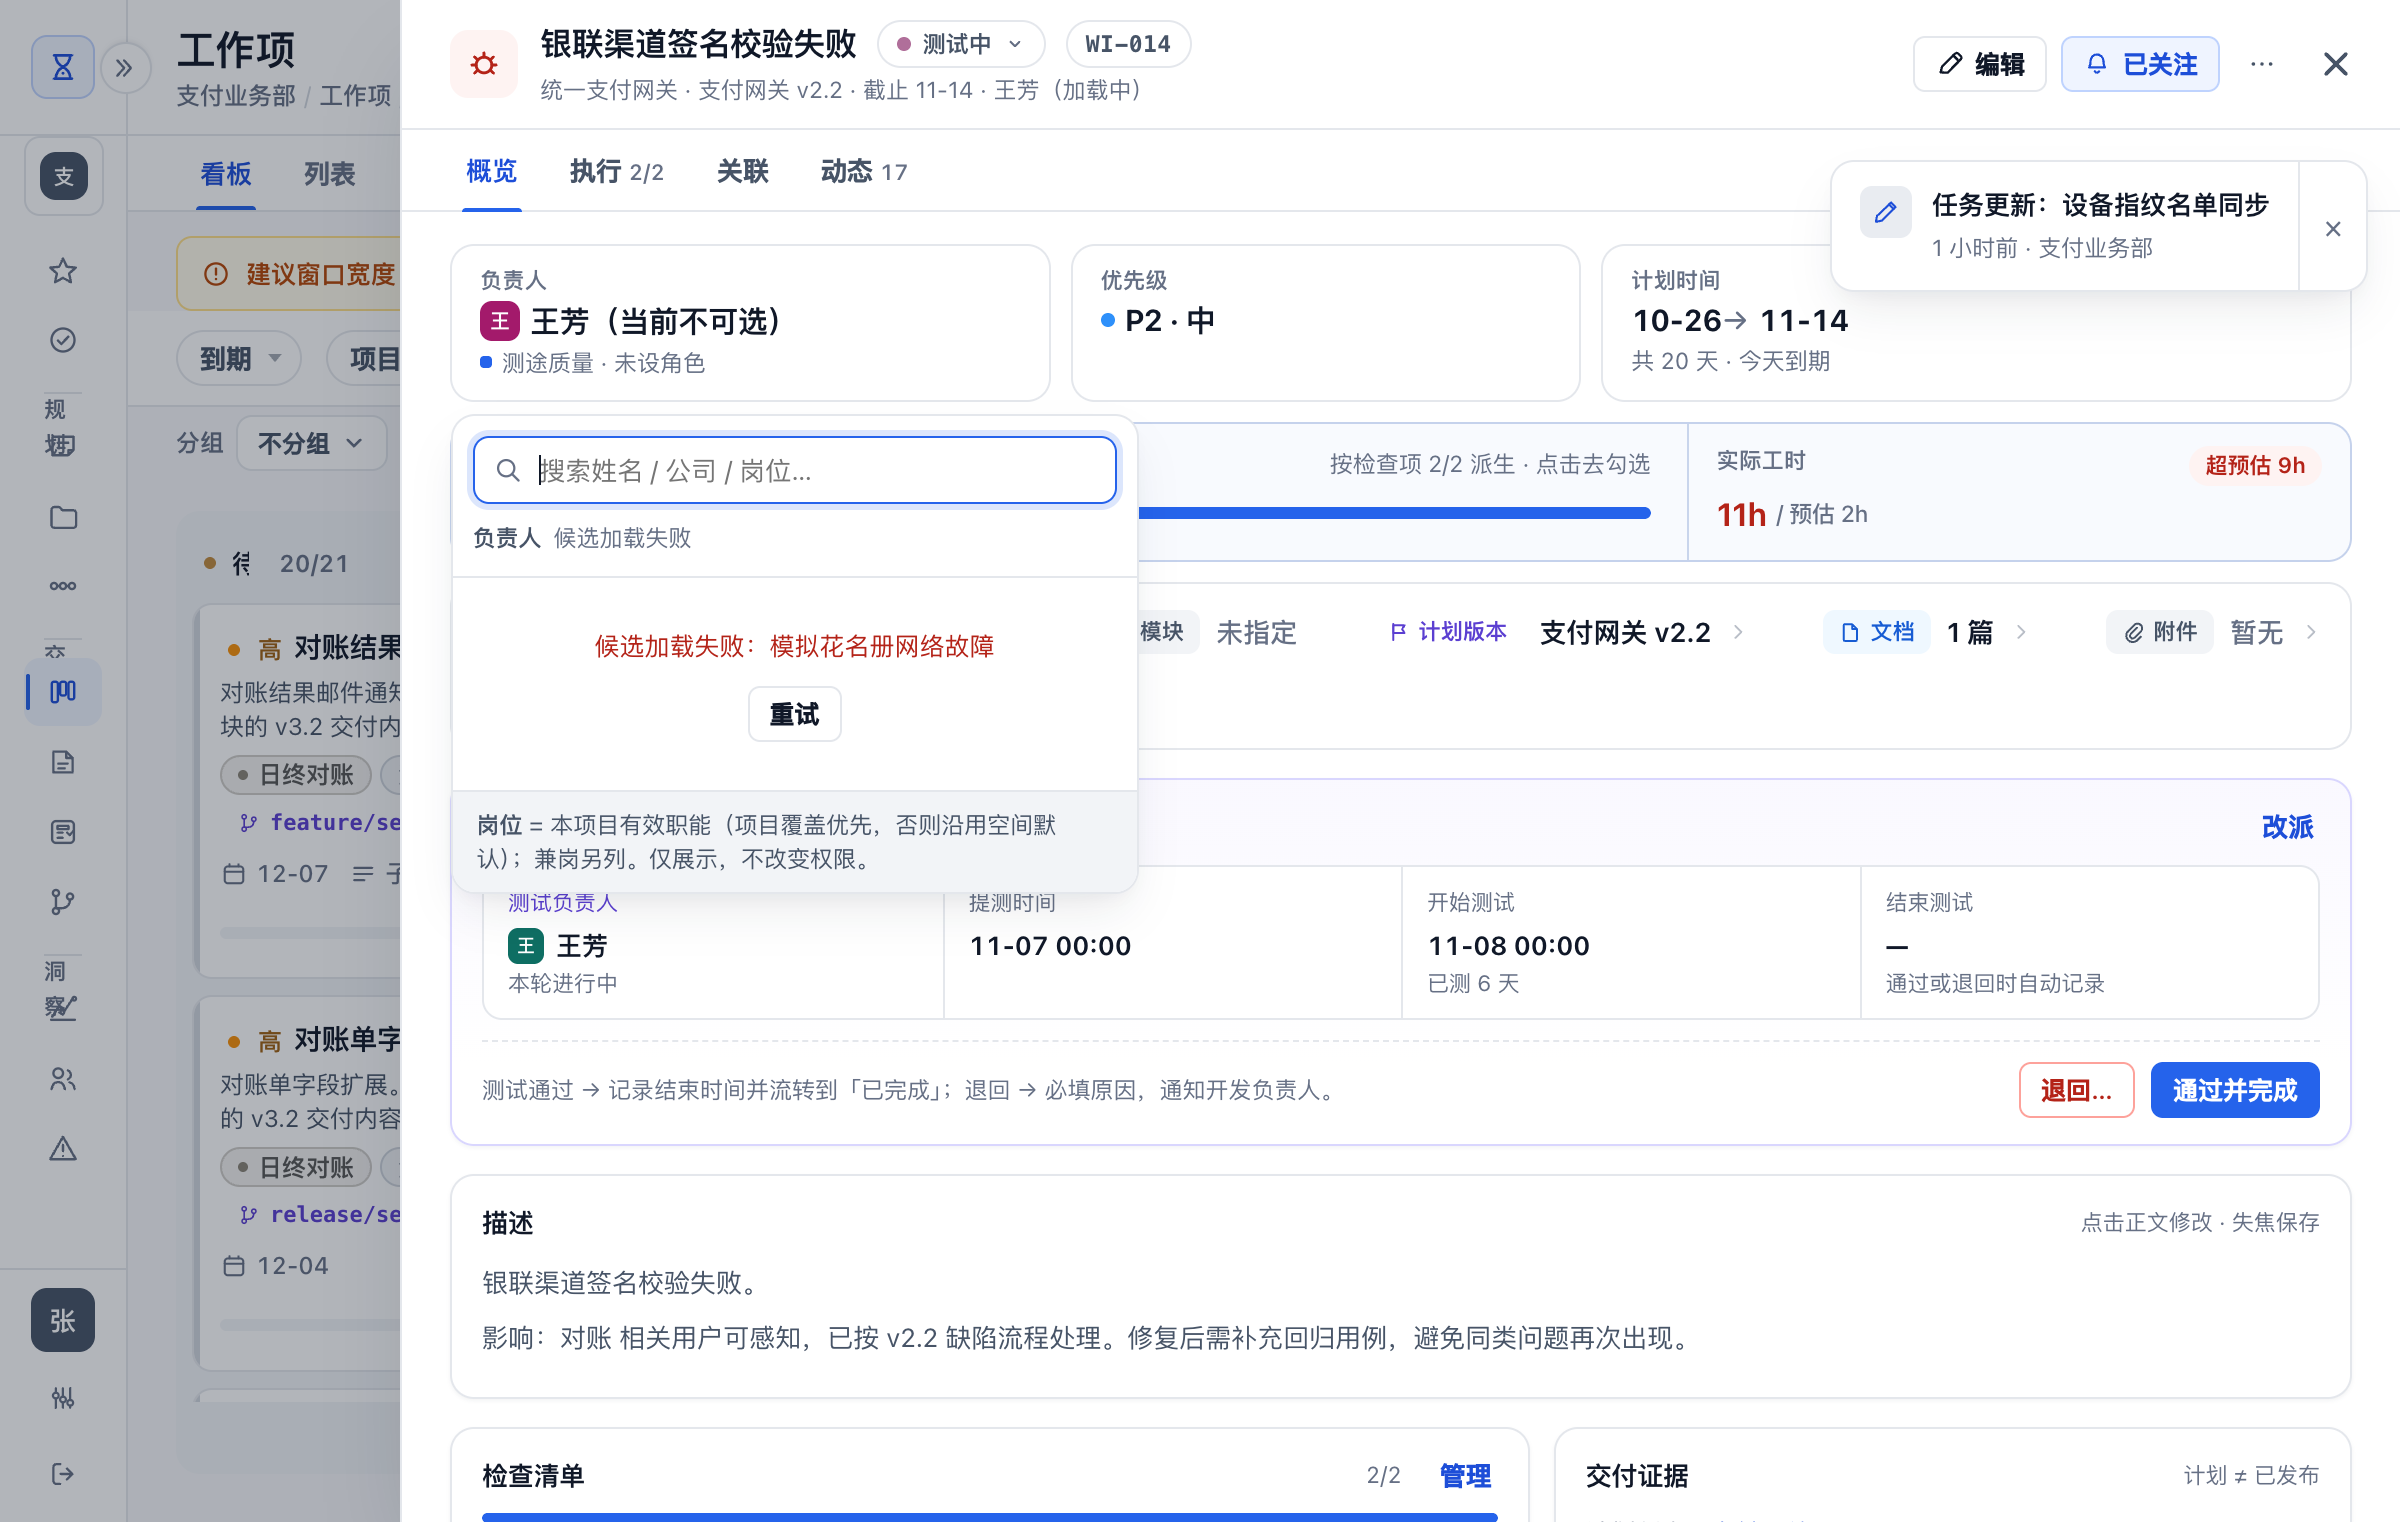 工作项
支付业务部 / 工作项
支
规
划
交
洞
察
张
看板 列表
建议窗口宽度
到期
项目
分组 不分组
20/21
高 对账结果
对账结果邮件通知
块的 v3.2 交付内
日终对账
feature/se
12-07
高 对账单字
对账单字段扩展。
的 v3.2 交付内容
日终对账
release/se
12-04
银联渠道签名校验失败 测试中 WI-014
统一支付网关 · 支付网关 v2.2 · 截止 11-14 · 王芳（加载中）
编辑 已关注 ···
概览 执行 2/2 关联 动态 17
任务更新：设备指纹名单同步
1 小时前 · 支付业务部
负责人
王 王芳（当前不可选）
测途质量 · 未设角色
优先级
P2 · 中
计划时间
10-26→ 11-14
共 20 天 · 今天到期
搜索姓名 / 公司 / 岗位...
负责人 候选加载失败
候选加载失败：模拟花名册网络故障
重试
岗位 = 本项目有效职能（项目覆盖优先，否则沿用空间默
认）；兼岗另列。仅展示，不改变权限。
按检查项 2/2 派生 · 点击去勾选
实际工时 超预估 9h
11h / 预估 2h
模块 未指定 计划版本 支付网关 v2.2 文档 1 篇 附件 暂无
改派
测试负责人
王 王芳
本轮进行中
提测时间
11-07 00:00
开始测试
11-08 00:00
已测 6 天
结束测试
—
通过或退回时自动记录
测试通过 → 记录结束时间并流转到「已完成」；退回 → 必填原因，通知开发负责人。
退回... 通过并完成
描述 点击正文修改 · 失焦保存
银联渠道签名校验失败。
影响：对账 相关用户可感知，已按 v2.2 缺陷流程处理。修复后需补充回归用例，避免同类问题再次出现。
检查清单 2/2 管理
交付证据 计划 ≠ 已发布